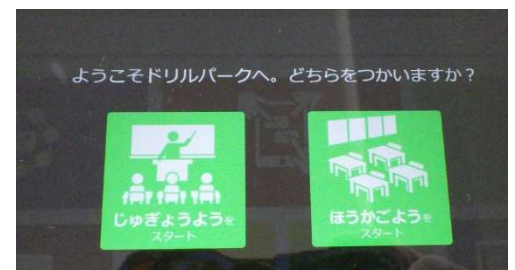 ようこそドリルパークへ。どちらをつかいますか？
じゅぎょうようを
スタート
ほうかごようを
スタート